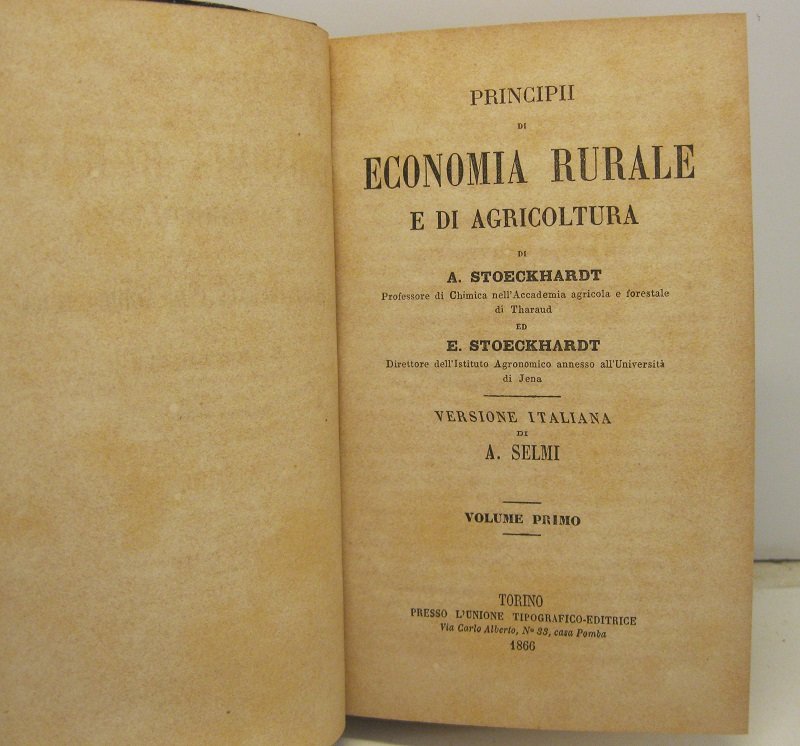 PRINCIPII
DI
ECONOMIA RURALE
E DI AGRICOLTURA
DI
A. STOECKHARDT
Professore di Chimica nell'Accademia agricola e forestale
di Tharaud
ED
E. STOECKHARDT
Direttore dell'Istituto Agronomico annesso all'Università
di Jena
VERSIONE ITALIANA
DI
A. SELMI
VOLUME PRIMO
TORINO
PRESSO L'UNIONE TIPOGRAFICO-EDITRICE
Via Carlo Alberto, Nº 33, casa Pomba
1866